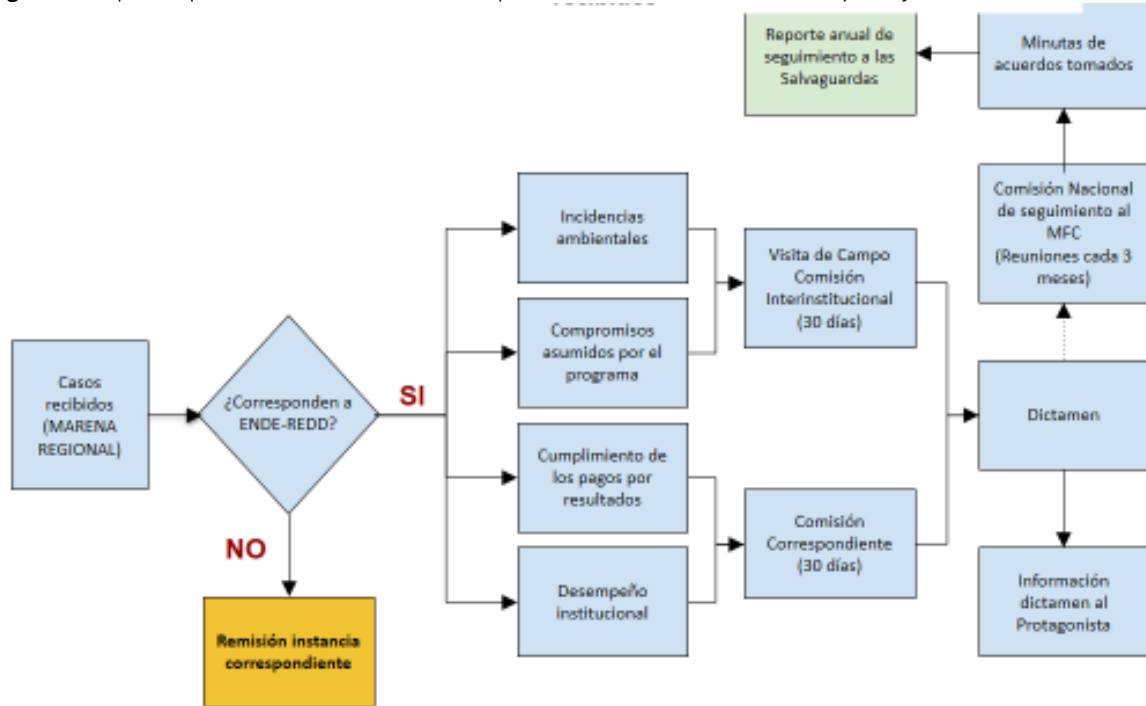 Reporte anual de
seguimiento a las
Salvaguardas
Minutas de
acuerdos tomados
Comisión Nacional
de seguimiento al
MFC
(Reuniones cada 3
meses)
Incidencias
ambientales
Visita de Campo
Comisión
Interinstitucional
(30 días)
Compromisos
asumidos por el
programa
Casos
recibidos
(MARENA
REGIONAL)
¿Corresponden a
ENDE-REDD?
SI
Dictamen
Cumplimiento de
los pagos por
resultados
Comisión
Correspondiente
(30 días)
NO
Desempeño
institucional
Información
dictamen al
Protagonista
Remisión instancia
correspondiente